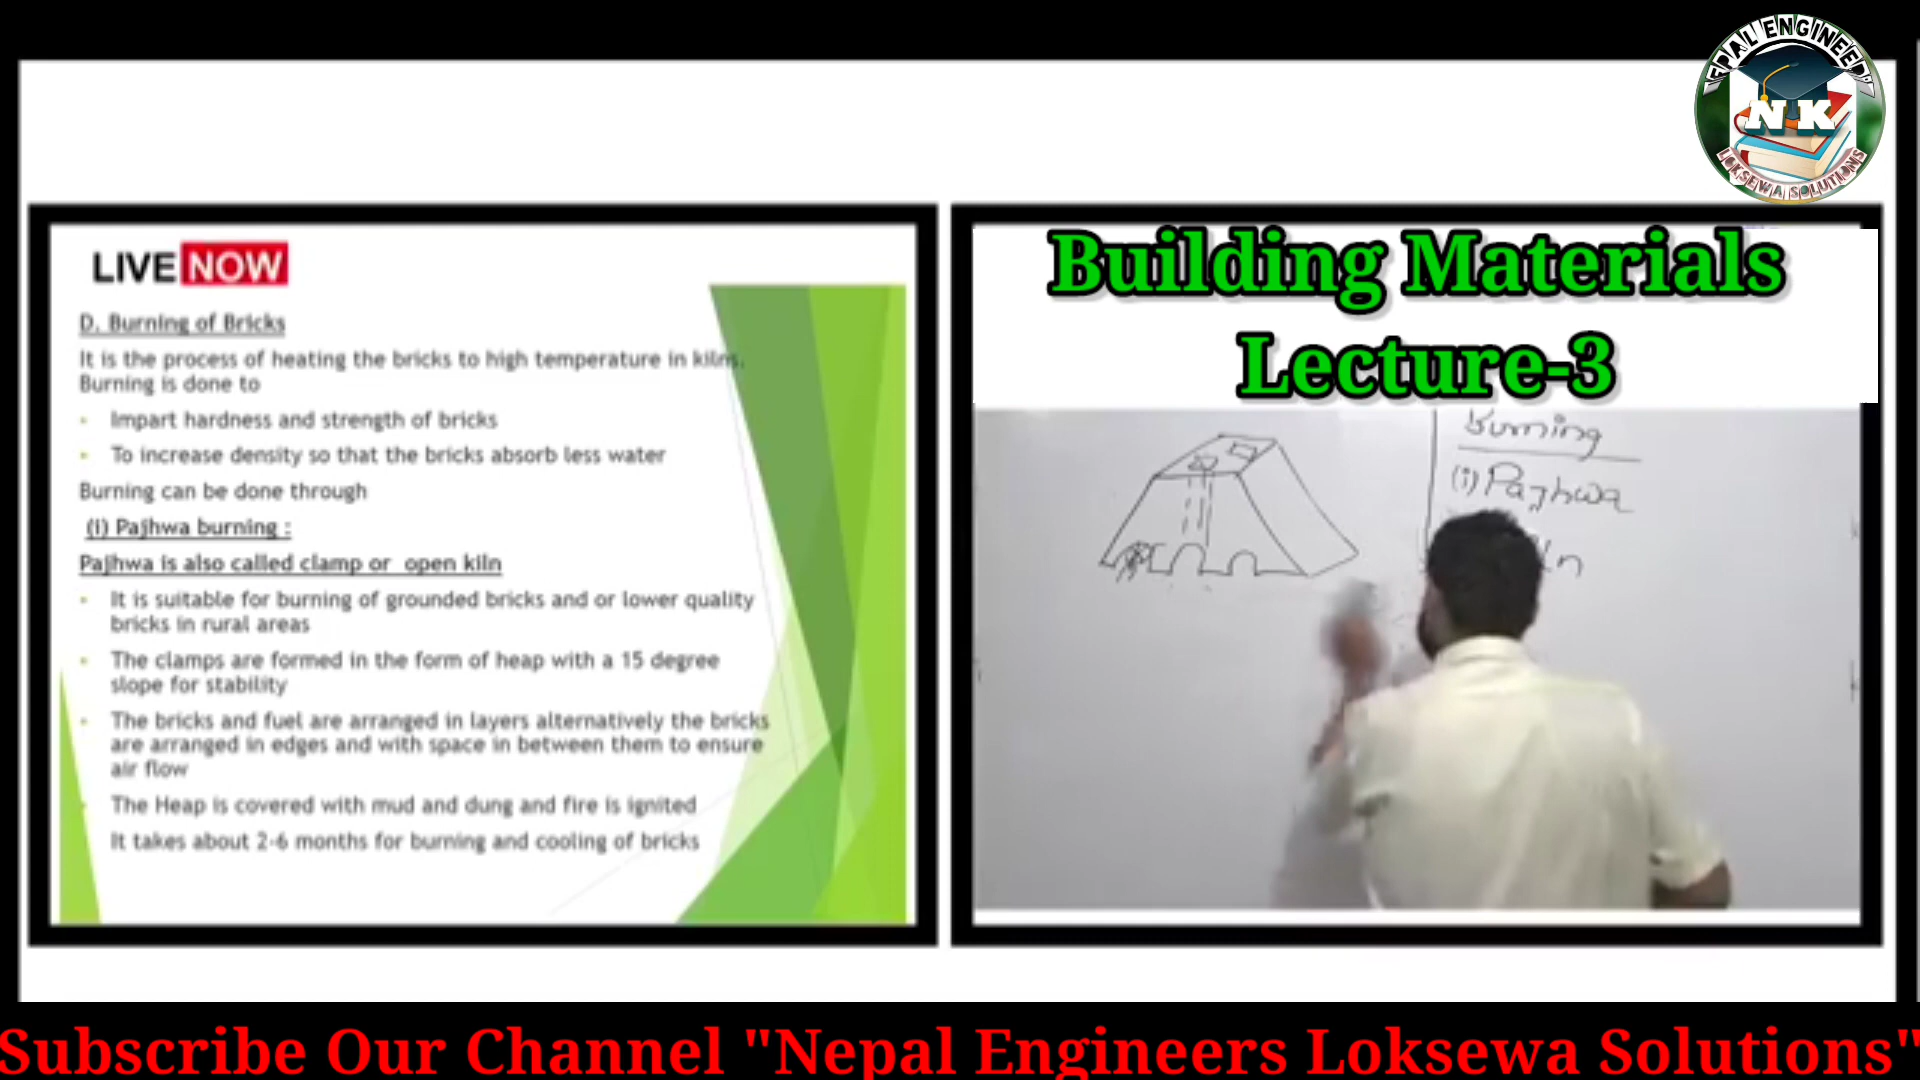 NEPAL ENGINEERS
NK
LOKSEWA SOLUTIONS
LIVE NOW
D. Burning of Bricks
It is the process of heating the bricks to high temperature in kilns.
Burning is done to
Impart hardness and strength of bricks
To increase density so that the bricks absorb less water
Burning can be done through
(i) Pajhwa burning :
Pajhwa is also called clamp or open kiln
It is suitable for burning of grounded bricks and or lower quality
bricks in rural areas
The clamps are formed in the form of heap with a 15 degree
slope for stability
The bricks and fuel are arranged in layers alternatively the bricks
are arranged in edges and with space in between them to ensure
air flow
The Heap is covered with mud and dung and fire is ignited
It takes about 2-6 months for burning and cooling of bricks
Building Materials
Lecture-3
Burning
(i) Pajhwa
Subscribe Our Channel "Nepal Engineers Loksewa Solutions"